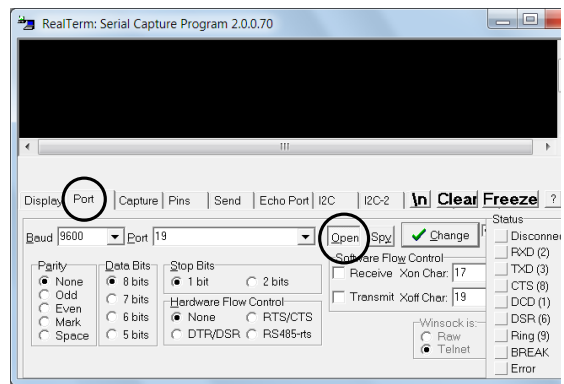 RealTerm: Serial Capture Program 2.0.0.70
Display Port Capture Pins Send Echo Port I2C I2C-2 \n Clear Freeze ?
Baud 9600 Port 19 Open Spy Change
Status
Disconnec
RXD (2)
TXD (3)
CTS (8)
DCD (1)
DSR (6)
Ring (9)
BREAK
Error
Parity
None
Odd
Even
Mark
Space
Data Bits
8 bits
7 bits
6 bits
5 bits
Stop Bits
1 bit 2 bits
Hardware Flow Control
None RTS/CTS
DTR/DSR RS485-rts
Software Flow Control
Receive Xon Char: 17
Transmit Xoff Char: 19
Winsock is:
Raw
Telnet